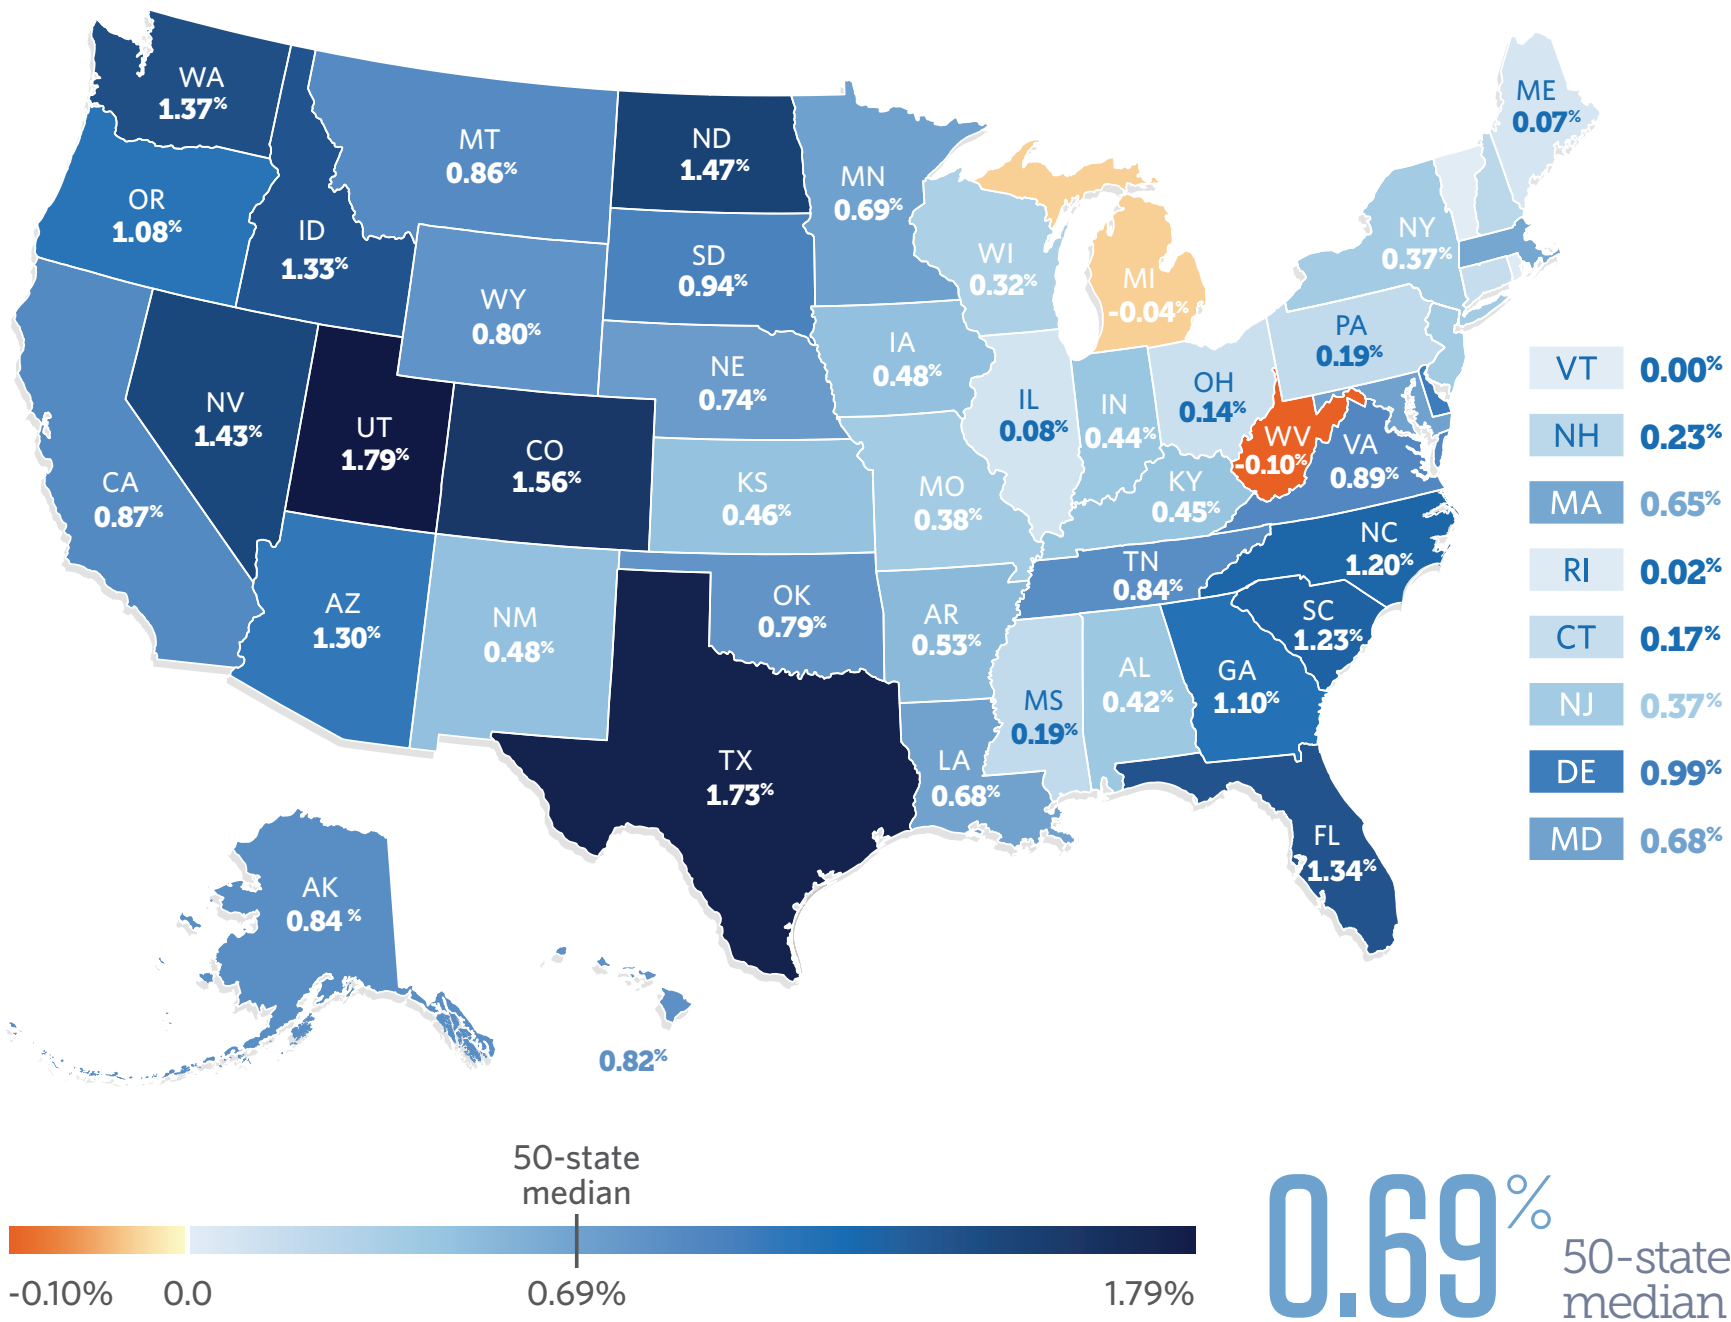 WA
1.37%
MT
0.86%
ND
1.47%
MN
0.69%
OR
1.08%
ID
1.33%
WY
0.80%
SD
0.94%
WI
0.32%
MI
-0.04%
NY
0.37%
ME
0.07%
NV
1.43%
UT
1.79%
CO
1.56%
NE
0.74%
IA
0.48%
IL
0.08%
IN
0.44%
OH
0.14%
PA
0.19%
WV
-0.10%
VA
0.89%
CA
0.87%
KS
0.46%
MO
0.38%
KY
0.45%
NC
1.20%
TN
0.84%
SC
1.23%
AZ
1.30%
NM
0.48%
OK
0.79%
AR
0.53%
MS
0.19%
AL
0.42%
GA
1.10%
TX
1.73%
LA
0.68%
FL
1.34%
AK
0.84 %
0.82%
VT 0.00%
NH 0.23%
MA 0.65%
RI 0.02%
CT 0.17%
NJ 0.37%
DE 0.99%
MD 0.68%
50-state
median
-0.10% 0.0 0.69% 1.79%
0.69%
50-state
median